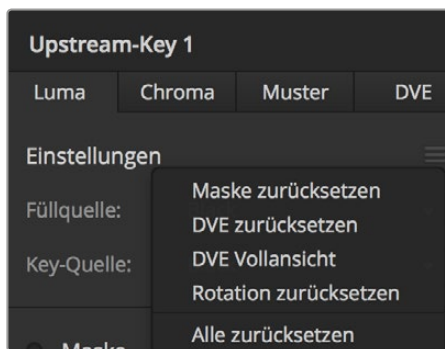 Upstream-Key 1
Luma Chroma Muster DVE
Einstellungen
Füllquelle:
Key-Quelle:
Maske zurücksetzen
DVE zurücksetzen
DVE Vollansicht
Rotation zurücksetzen
Alle zurücksetzen
Maske